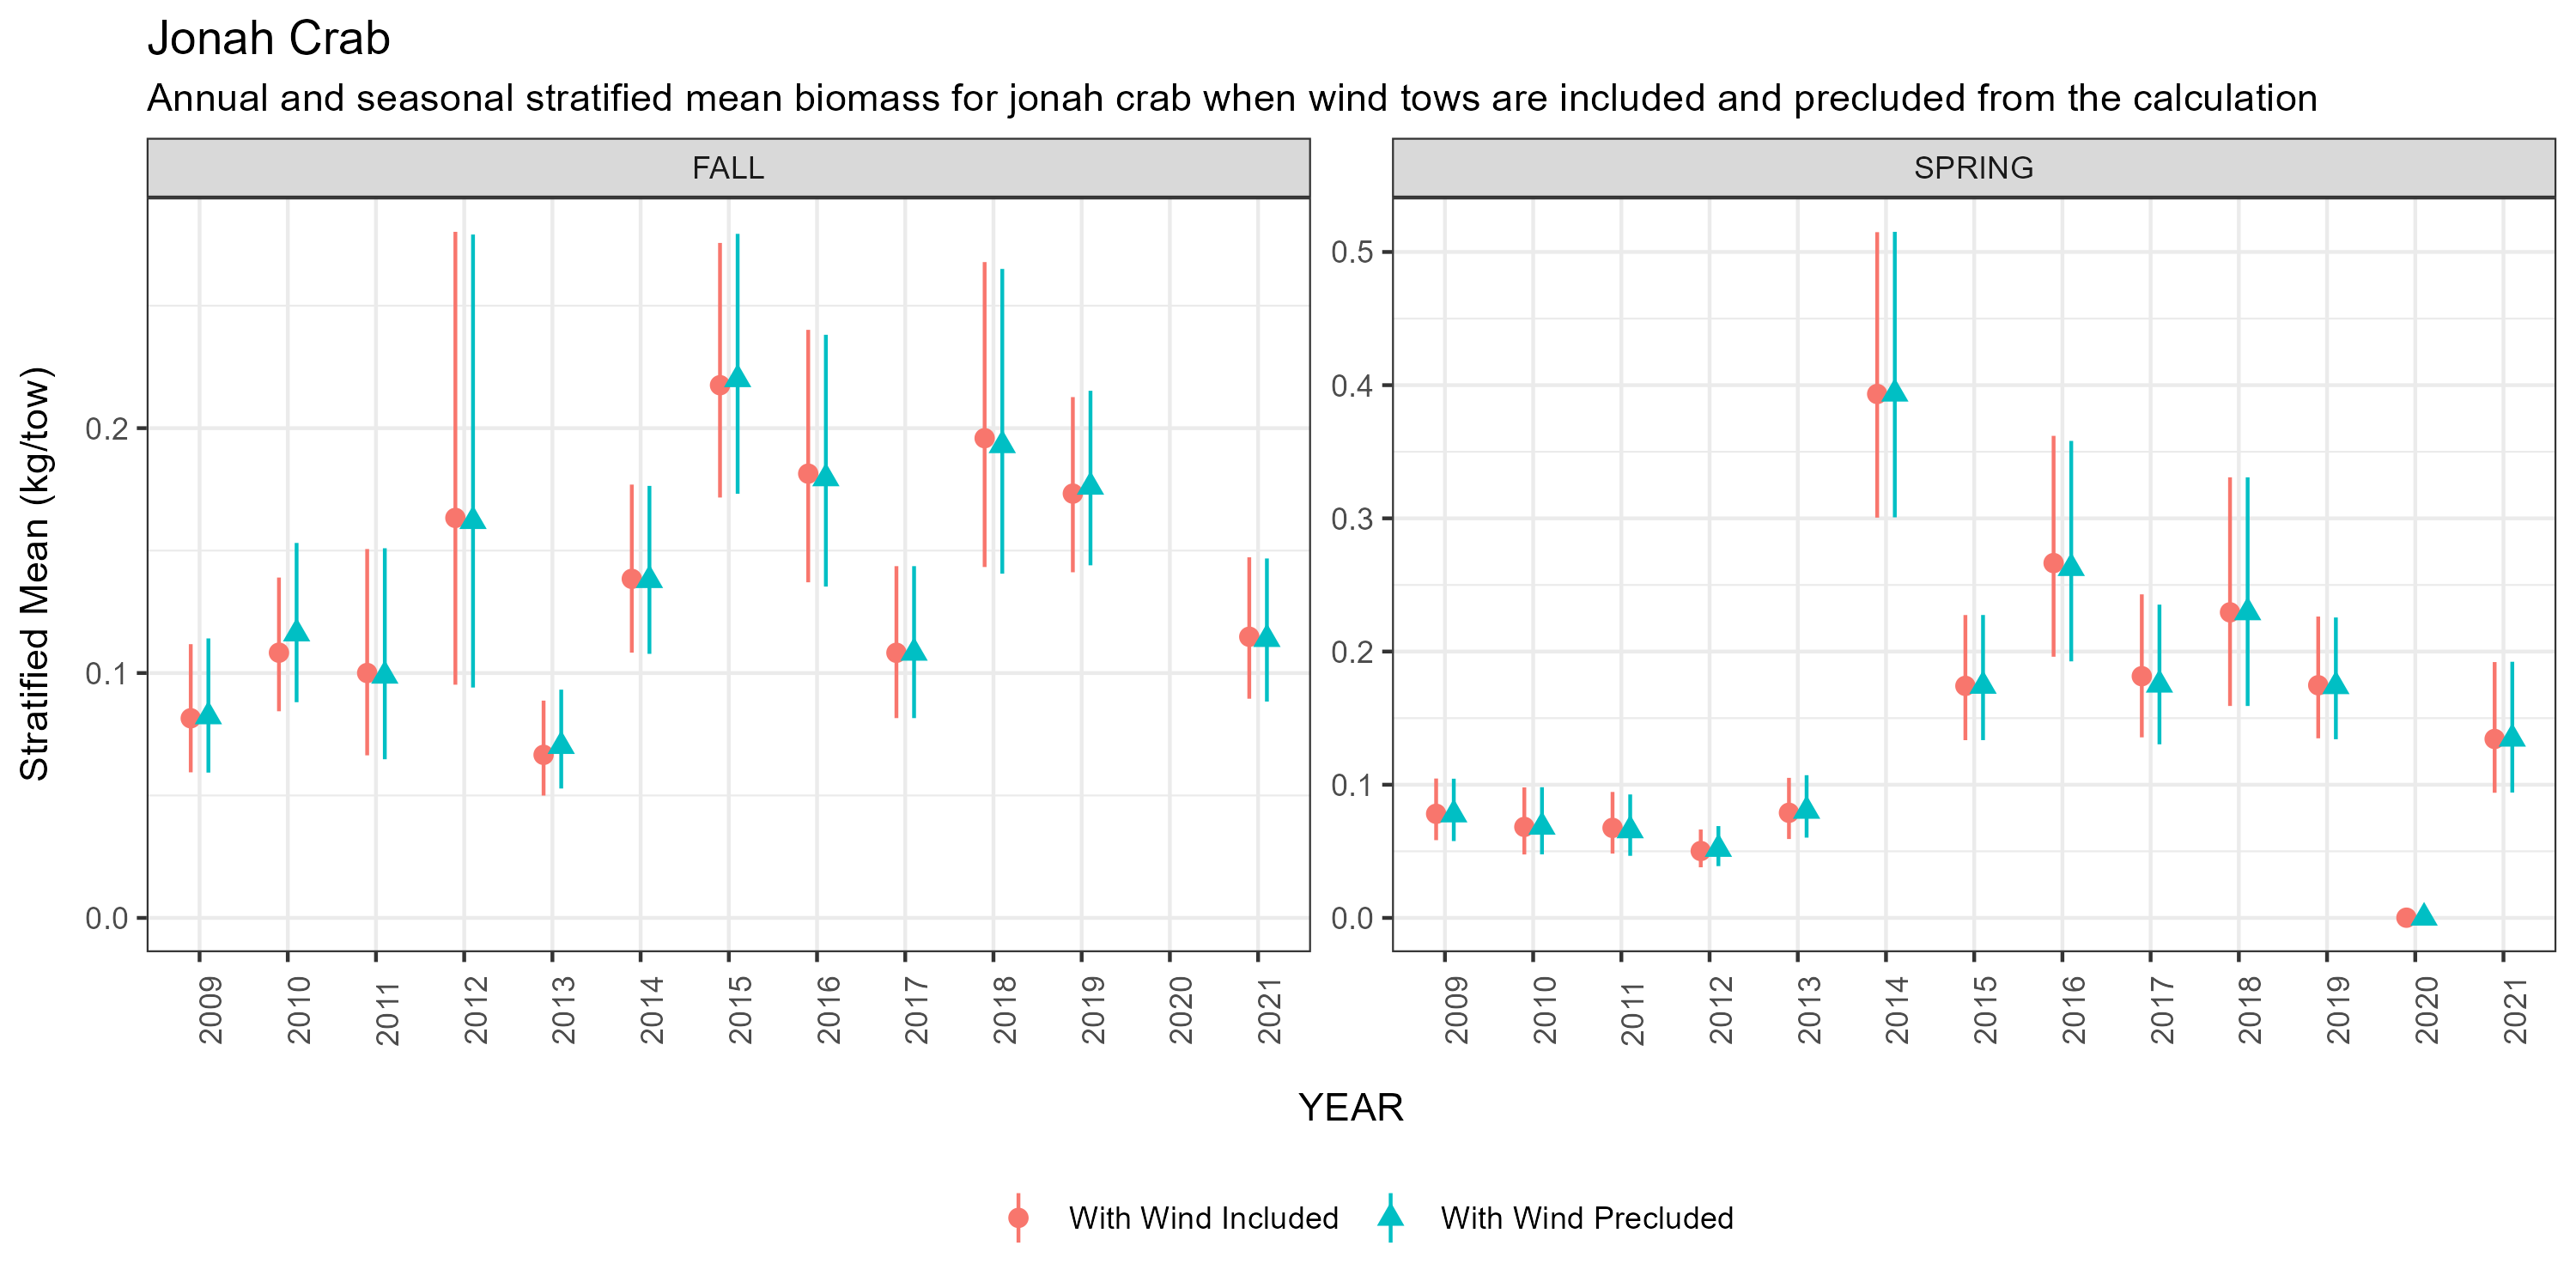 Jonah Crab
Annual and seasonal stratified mean biomass for jonah crab when wind tows are included and precluded from the calculation
FALL
SPRING
Stratified Mean (kg/tow)
0.2
0.1
0.0
0.5
0.4
0.3
0.2
0.1
0.0
2009 2010 2011 2012 2013 2014 2015 2016 2017 2018 2019 2020 2021
2009 2010 2011 2012 2013 2014 2015 2016 2017 2018 2019 2020 2021
YEAR
With Wind Included
With Wind Precluded